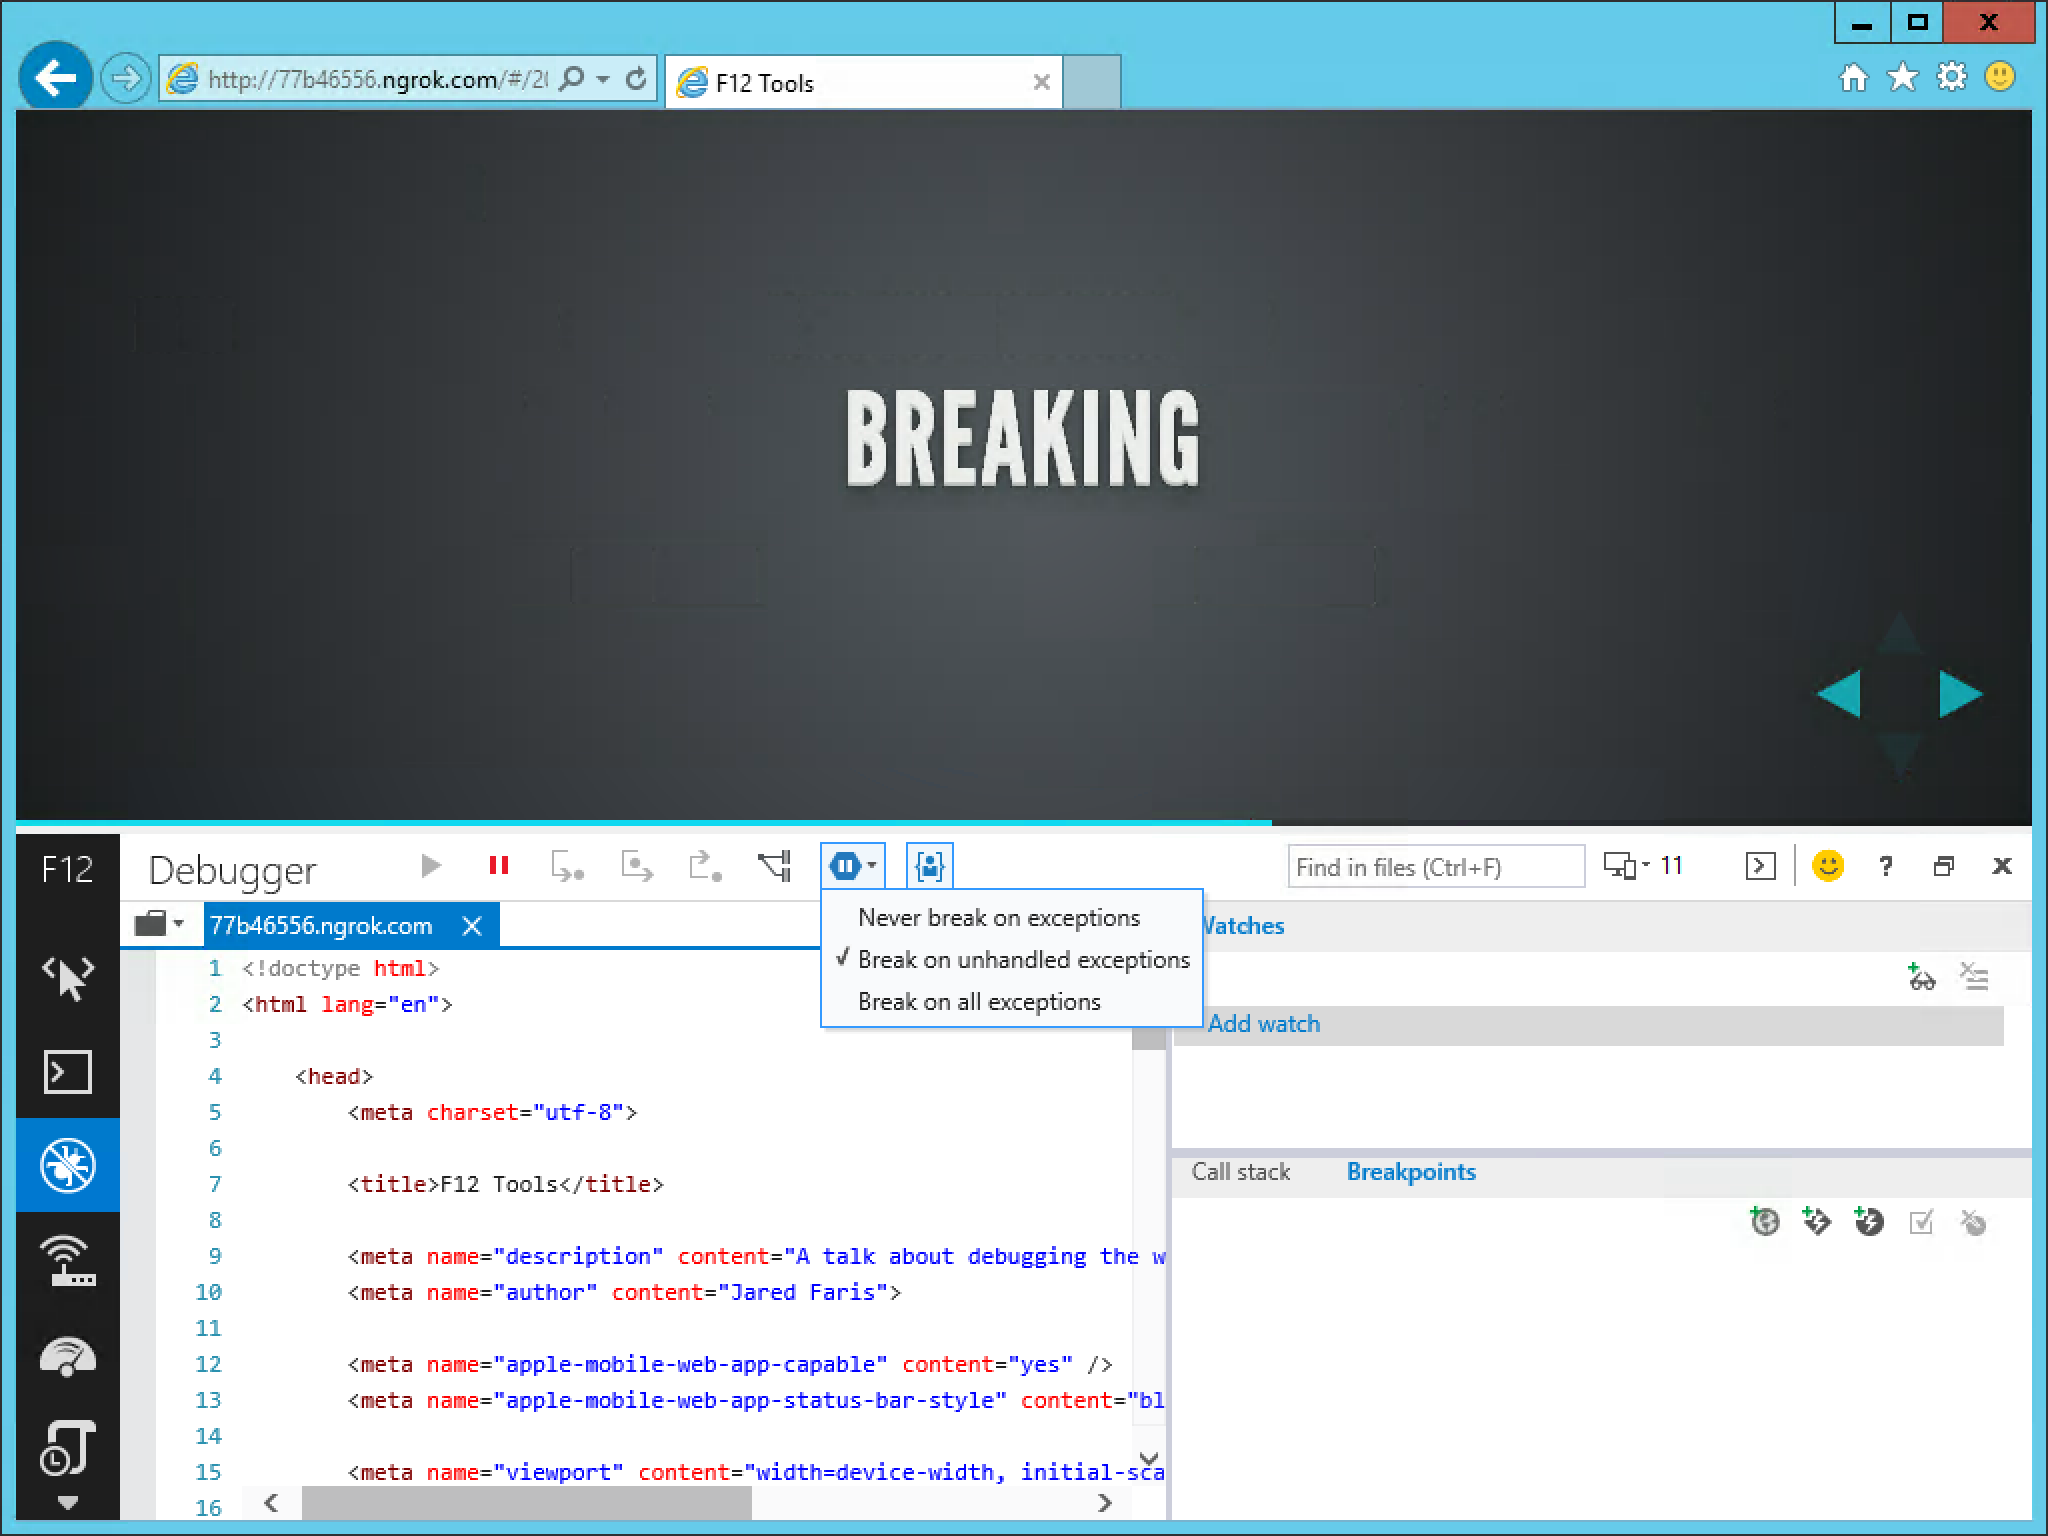 http://77b46556.ngrok.com/#/2
F12 Tools
BREAKING
F12
Debugger
Find in files (Ctrl+F)
11
?
77b46556.ngrok.com
Never break on exceptions
✓ Break on unhandled exceptions
Break on all exceptions
Watches
Add watch
Call stack
Breakpoints
1 <!doctype html>
2 <html lang="en">
3
4 <head>
5 <meta charset="utf-8">
6
7 <title>F12 Tools</title>
8
9 <meta name="description" content="A talk about debugging the w
10 <meta name="author" content="Jared Faris">
11
12 <meta name="apple-mobile-web-app-capable" content="yes" />
13 <meta name="apple-mobile-web-app-status-bar-style" content="bl
14
15 <meta name="viewport" content="width=device-width, initial-sca
16